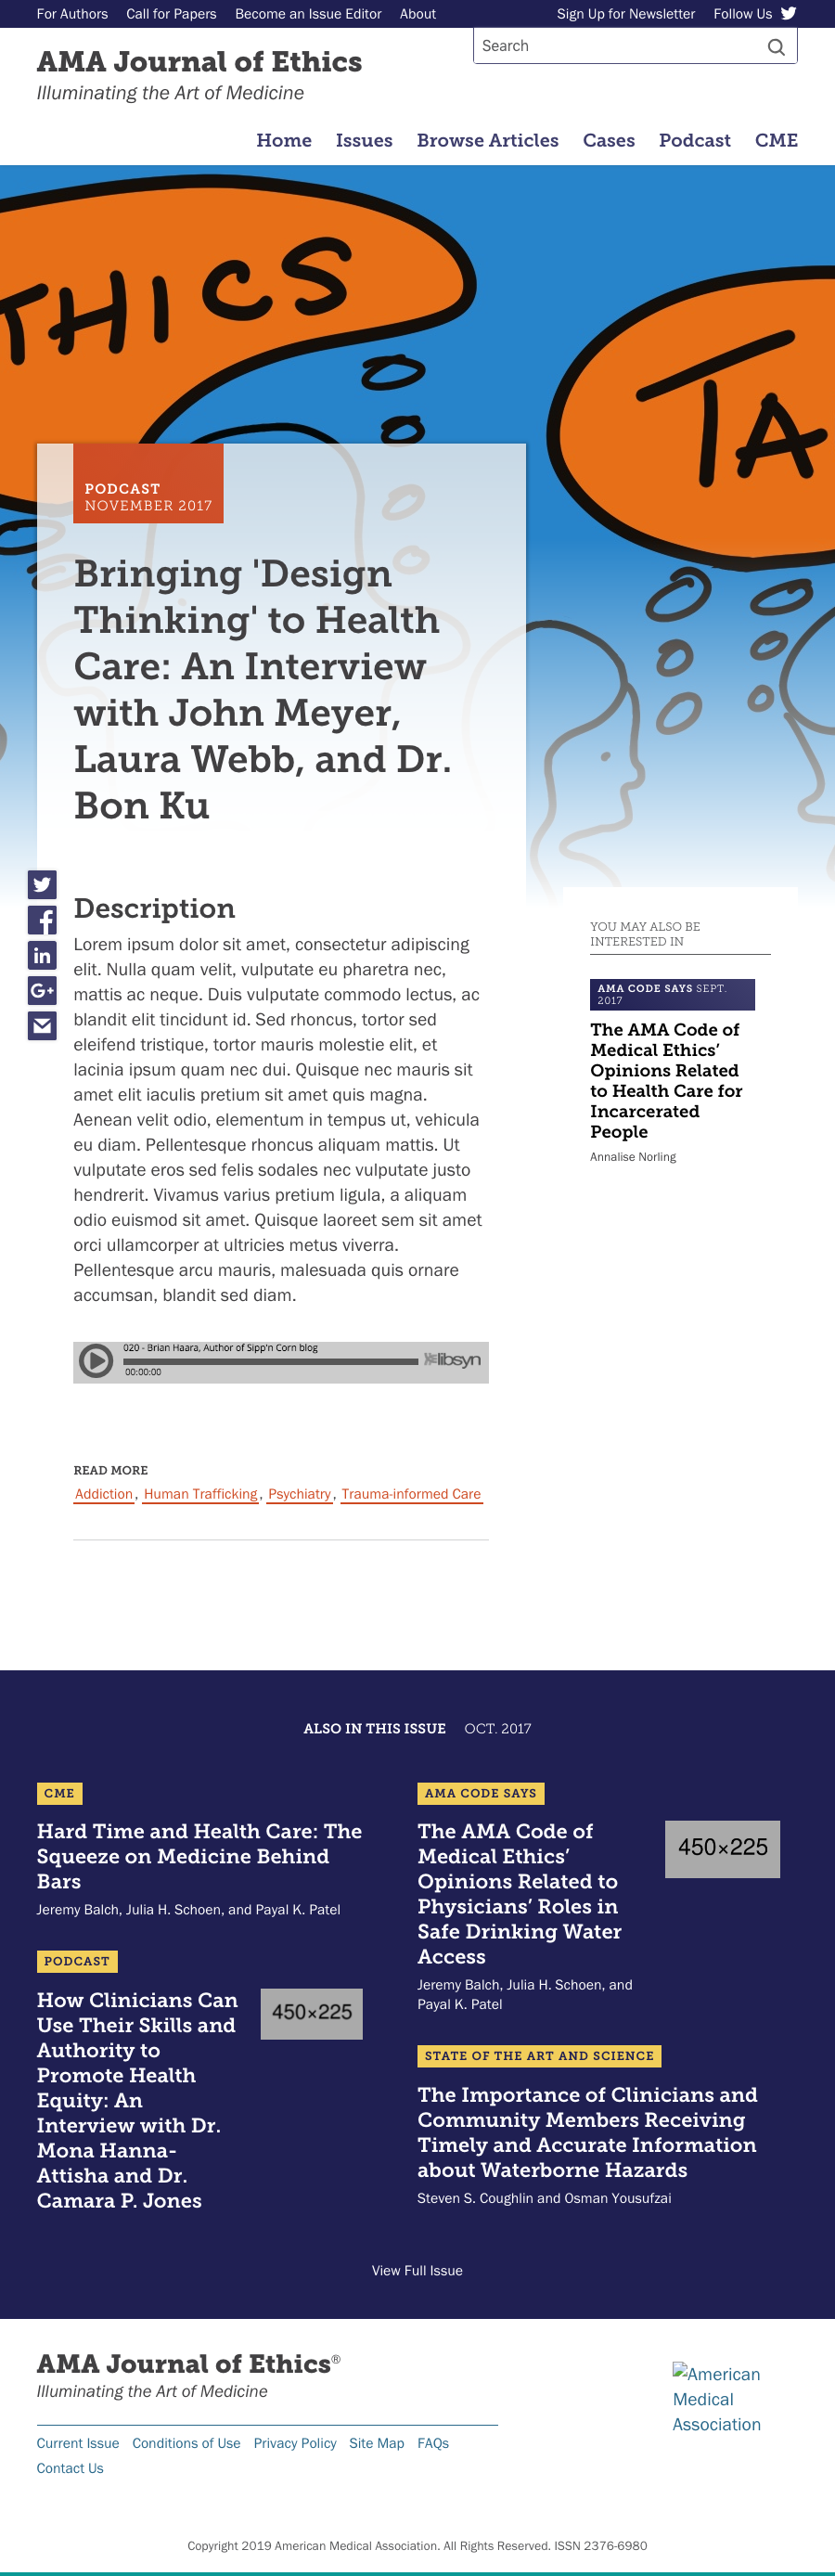 For Authors Call for Papers Become an Issue Editor About Sign Up for Newsletter Follow Us
Search
AMA Journal of Ethics
Illuminating the Art of Medicine
Home Issues Browse Articles Cases Podcast CME
THICS
TA
PODCAST
NOVEMBER 2017
Bringing 'Design
Thinking' to Health
Care: An Interview
with John Meyer,
Laura Webb, and Dr.
Bon Ku
Description
Lorem ipsum dolor sit amet, consectetur adipiscing
elit. Nulla quam velit, vulputate eu pharetra nec,
mattis ac neque. Duis vulputate commodo lectus, ac
blandit elit tincidunt id. Sed rhoncus, tortor sed
eleifend tristique, tortor mauris molestie elit, et
lacinia ipsum quam nec dui. Quisque nec mauris sit
amet elit iaculis pretium sit amet quis magna.
Aenean velit odio, elementum in tempus ut, vehicula
eu diam. Pellentesque rhoncus aliquam mattis. Ut
vulputate eros sed felis sodales nec vulputate justo
hendrerit. Vivamus varius pretium ligula, a aliquam
odio euismod sit amet. Quisque laoreet sem sit amet
orci ullamcorper at ultricies metus viverra.
Pellentesque arcu mauris, malesuada quis ornare
accumsan, blandit sed diam.
020 - Brian Haara, Author of Sipp'n Corn blog
libsyn
00:00:00
READ MORE
Addiction, Human Trafficking, Psychiatry, Trauma-informed Care
YOU MAY ALSO BE
INTERESTED IN
AMA CODE SAYS SEPT.
2017
The AMA Code of
Medical Ethics’
Opinions Related
to Health Care for
Incarcerated
People
Annalise Norling
ALSO IN THIS ISSUE OCT. 2017
CME
Hard Time and Health Care: The
Squeeze on Medicine Behind
Bars
Jeremy Balch, Julia H. Schoen, and Payal K. Patel
PODCAST
How Clinicians Can
Use Their Skills and
Authority to
Promote Health
Equity: An
Interview with Dr.
Mona Hanna-
Attisha and Dr.
Camara P. Jones
450×225
AMA CODE SAYS
The AMA Code of
Medical Ethics’
Opinions Related to
Physicians’ Roles in
Safe Drinking Water
Access
Jeremy Balch, Julia H. Schoen, and
Payal K. Patel
450×225
STATE OF THE ART AND SCIENCE
The Importance of Clinicians and
Community Members Receiving
Timely and Accurate Information
about Waterborne Hazards
Steven S. Coughlin and Osman Yousufzai
View Full Issue
AMA Journal of Ethics®
Illuminating the Art of Medicine
American
Medical
Association
Current Issue Conditions of Use Privacy Policy Site Map FAQs
Contact Us
Copyright 2019 American Medical Association. All Rights Reserved. ISSN 2376-6980